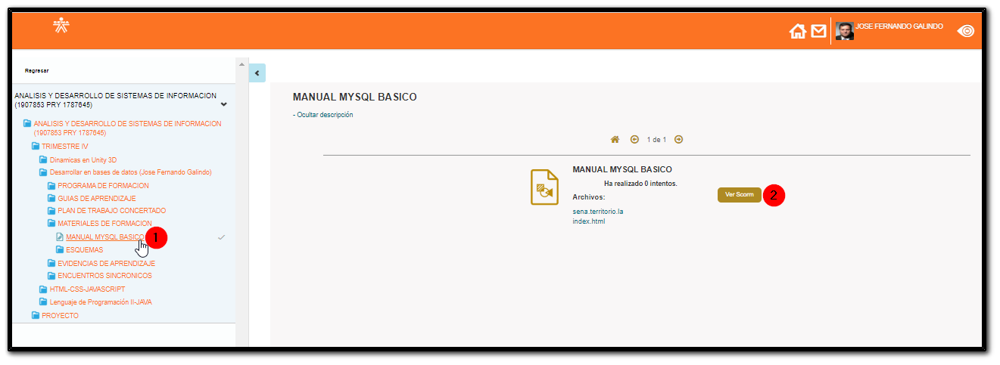 SENA
JOSE FERNANDO GALINDO
Regresar
ANALISIS Y DESARROLLO DE SISTEMAS DE INFORMACION
(1907853 PRY 1787645)
ANALISIS Y DESARROLLO DE SISTEMAS DE INFORMACION
(1907853 PRY 1787645)
TRIMESTRE IV
Dinamicas en Unity 3D
Desarrollar en bases de datos (Jose Fernando Galindo)
PROGRAMA DE FORMACION
GUIAS DE APRENDIZAJE
PLAN DE TRABAJO CONCERTADO
MATERIALES DE FORMACION
MANUAL MYSQL BASICO
1
ESQUEMAS
EVIDENCIAS DE APRENDIZAJE
ENCUENTROS SINCRONICOS
HTML-CSS-JAVASCRIPT
Lenguaje de Programación II-JAVA
PROYECTO
MANUAL MYSQL BASICO
- Ocultar descripción
1 de 1
MANUAL MYSQL BASICO
Ha realizado 0 intentos.
Archivos:
sena.territorio.la
index.html
Ver Scorm
2